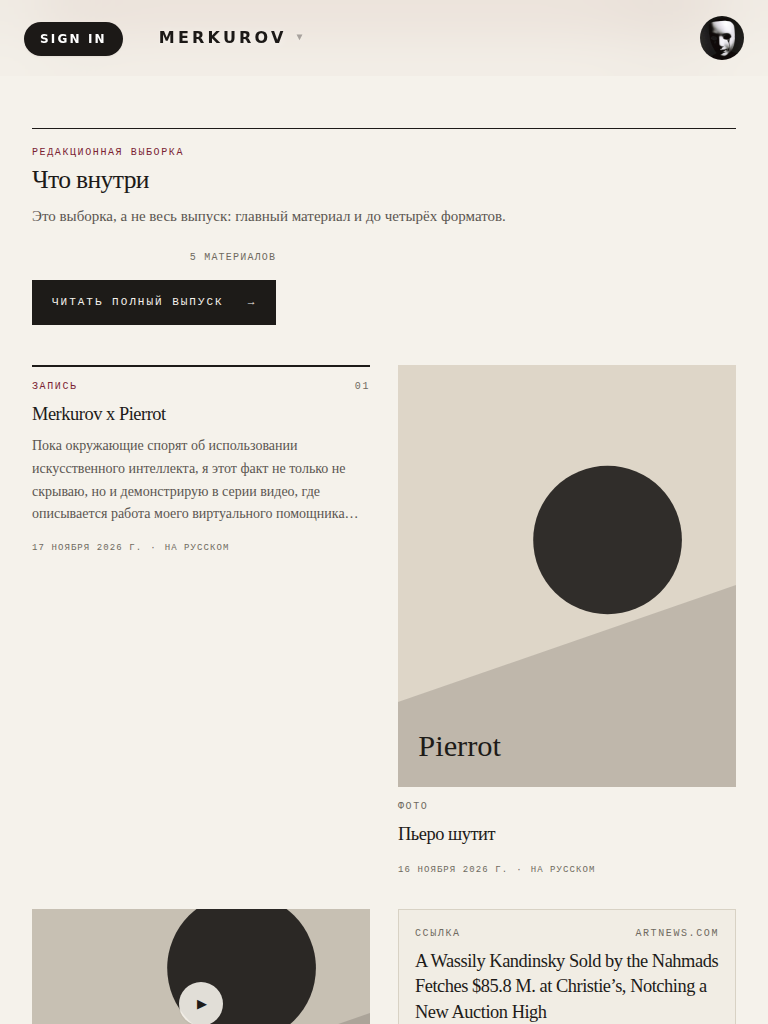 SIGN IN
MERKUROV ▼
РЕДАКЦИОННАЯ ВЫБОРКА
Что внутри
Это выборка, а не весь выпуск: главный материал и до четырёх форматов.
5 МАТЕРИАЛОВ
ЧИТАТЬ ПОЛНЫЙ ВЫПУСК →
ЗАПИСЬ 01
Merkurov x Pierrot
Пока окружающие спорят об использовании
искусственного интеллекта, я этот факт не только не
скрываю, но и демонстрирую в серии видео, где
описывается работа моего виртуального помощника…
17 НОЯБРЯ 2026 Г. · НА РУССКОМ
Pierrot
ФОТО
Пьеро шутит
16 НОЯБРЯ 2026 Г. · НА РУССКОМ
ССЫЛКА ARTNEWS.COM
A Wassily Kandinsky Sold by the Nahmads
Fetches $85.8 M. at Christie’s, Notching a
New Auction High